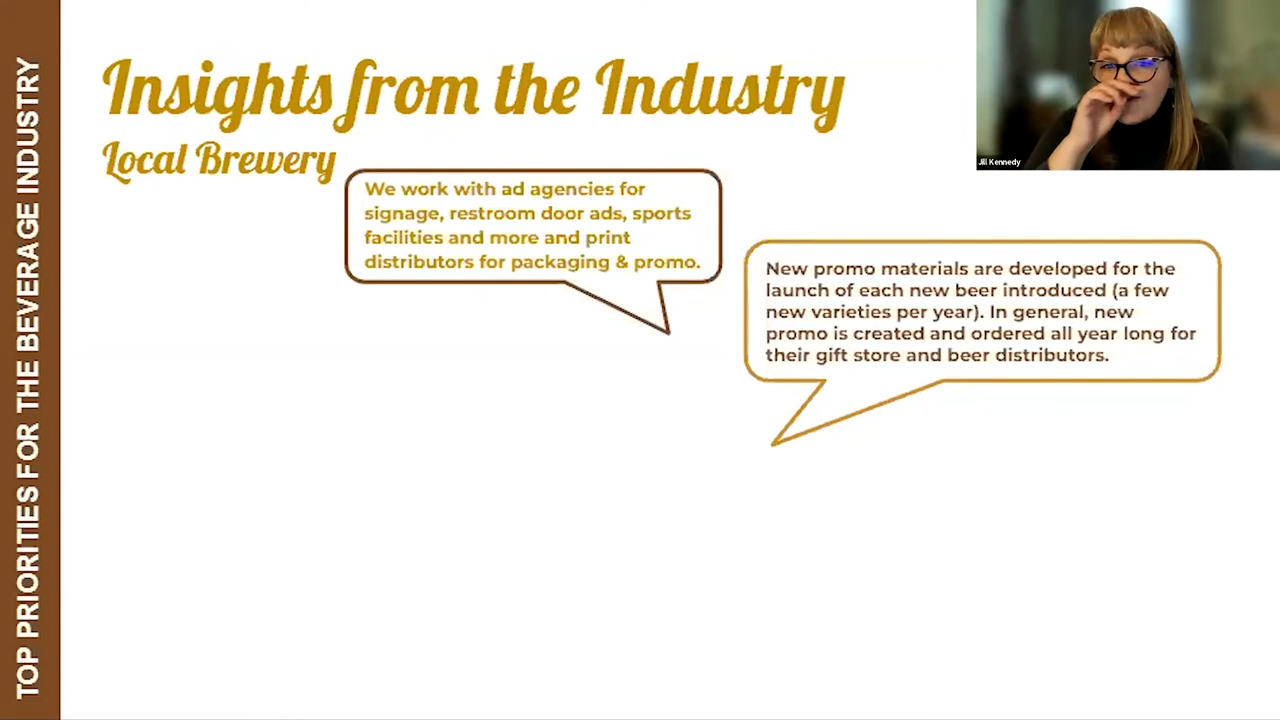 TOP PRIORITIES FOR THE BEVERAGE INDUSTRY
Insights from the Industry
Local Brewery
We work with ad agencies for
signage, restroom door ads, sports
facilities and more and print
distributors for packaging & promo.
New promo materials are developed for the
launch of each new beer introduced (a few
new varieties per year). In general, new
promo is created and ordered all year long for
their gift store and beer distributors.
Jill Kennedy